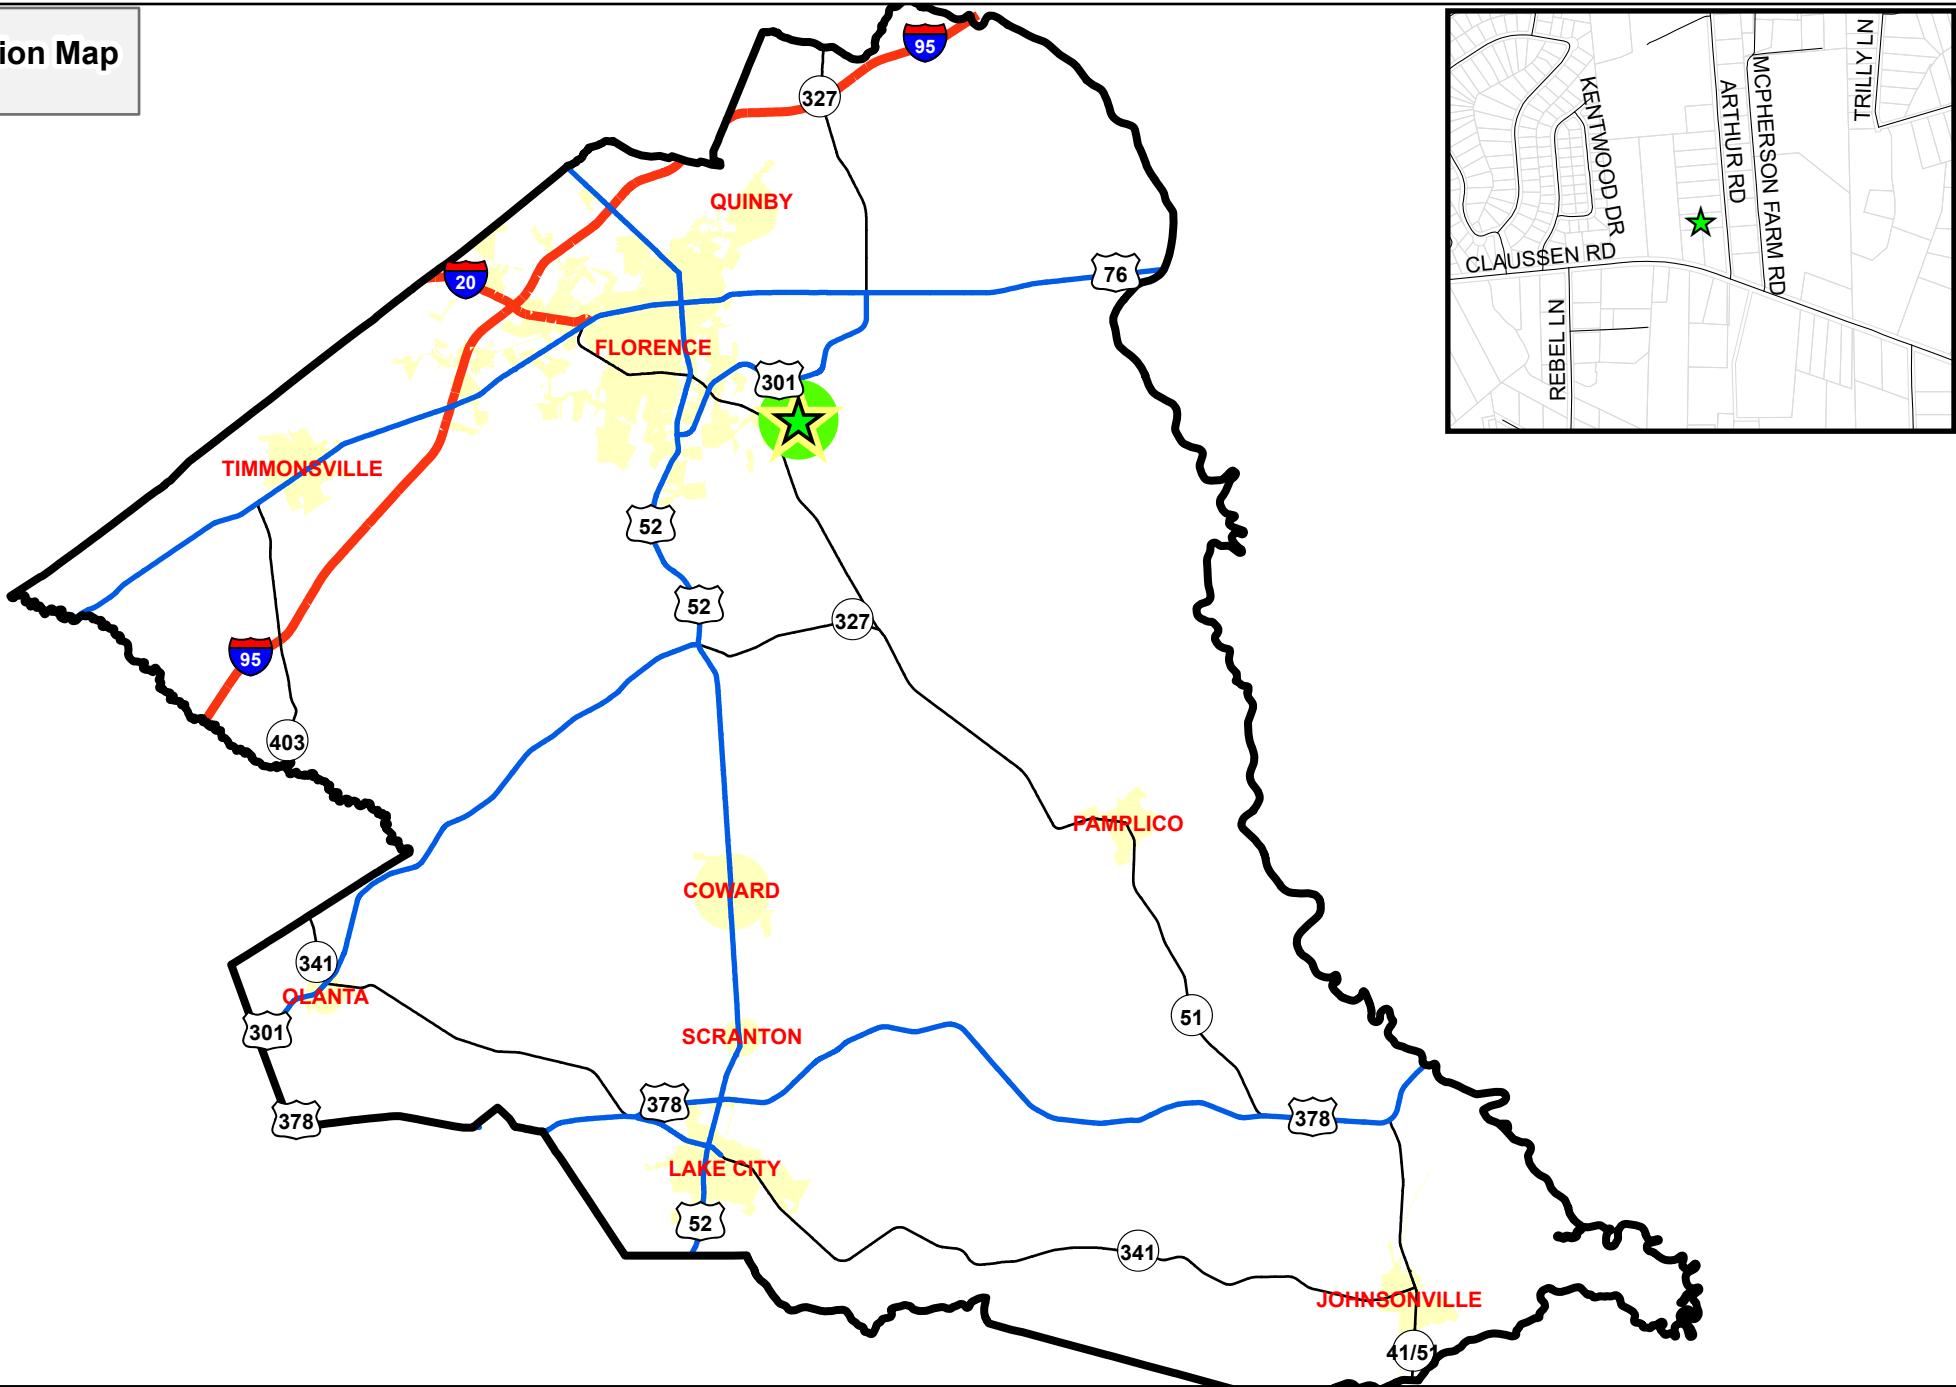 ion Map
95
327
QUINBY
20
76
FLORENCE
301
TIMMONSVILLE
52
52
327
95
403
PAMPLICO
COWARD
341
OLANTA
301
51
SCRANTON
378
378
378
LAKE CITY
52
341
JOHNSONVILLE
41/51
KENTWOOD DR
ARTHUR RD
MCPHERSON FARM RD
TRILLY LN
CLAUSSEN RD
REBEL LN